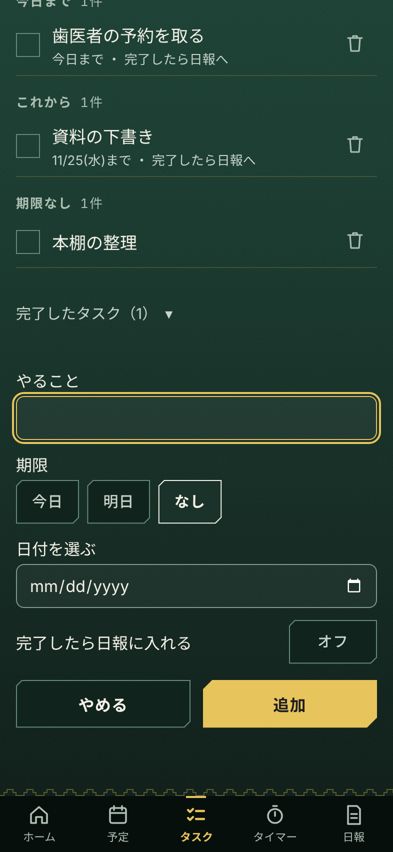 今日まで 1件
歯医者の予約を取る
今日まで ・ 完了したら日報へ
これから 1件
資料の下書き
11/25(水)まで ・ 完了したら日報へ
期限なし 1件
本棚の整理
完了したタスク（1） ▼
やること
期限
今日 明日 なし
日付を選ぶ
mm/dd/yyyy
完了したら日報に入れる オフ
やめる 追加
ホーム 予定 タスク タイマー 日報